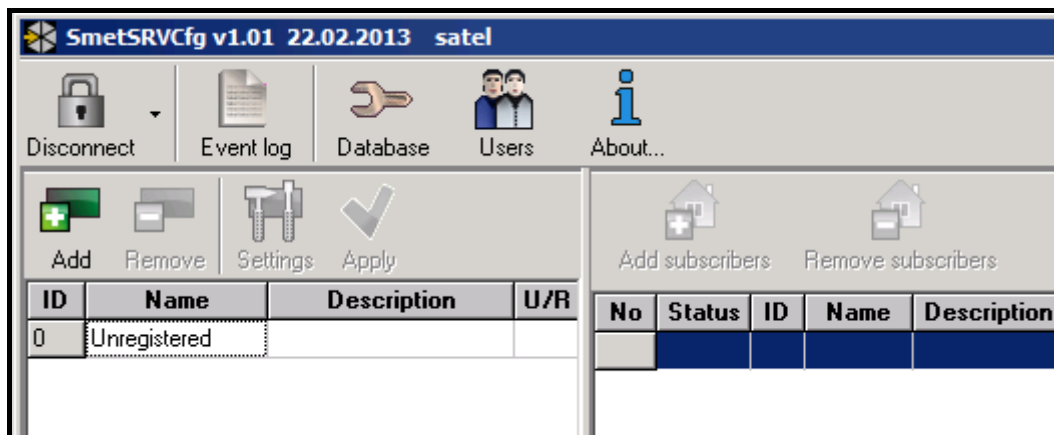 SmetSRVCfg v1.01 22.02.2013 satel
Disconnect Event log Database Users About...
Add Remove Settings Apply
Add subscribers Remove subscribers
ID Name Description U/R
0 Unregistered
No Status ID Name Description